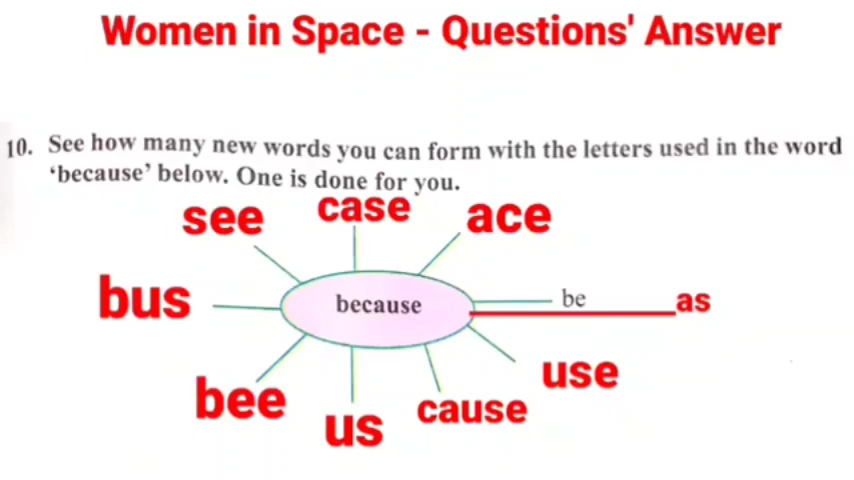 Women in Space - Questions' Answer
10. See how many new words you can form with the letters used in the word
‘because’ below. One is done for you.
see case ace
bus because be as
bee us cause use